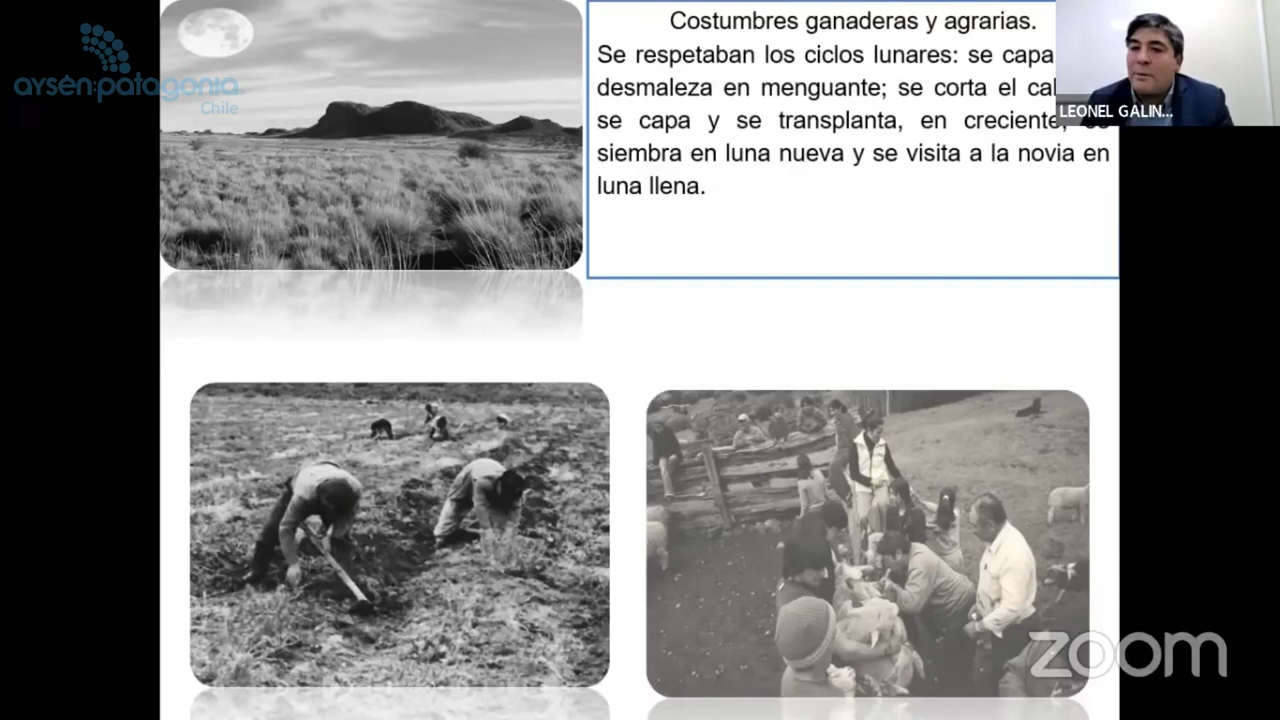 aysén:patagonia
Chile
Costumbres ganaderas y agrarias.
Se respetaban los ciclos lunares: se capa
desmaleza en menguante; se corta el
se capa y se transplanta, en creciente,
siembra en luna nueva y se visita a la novia en
luna llena.
LEONEL GALIN...
zoom